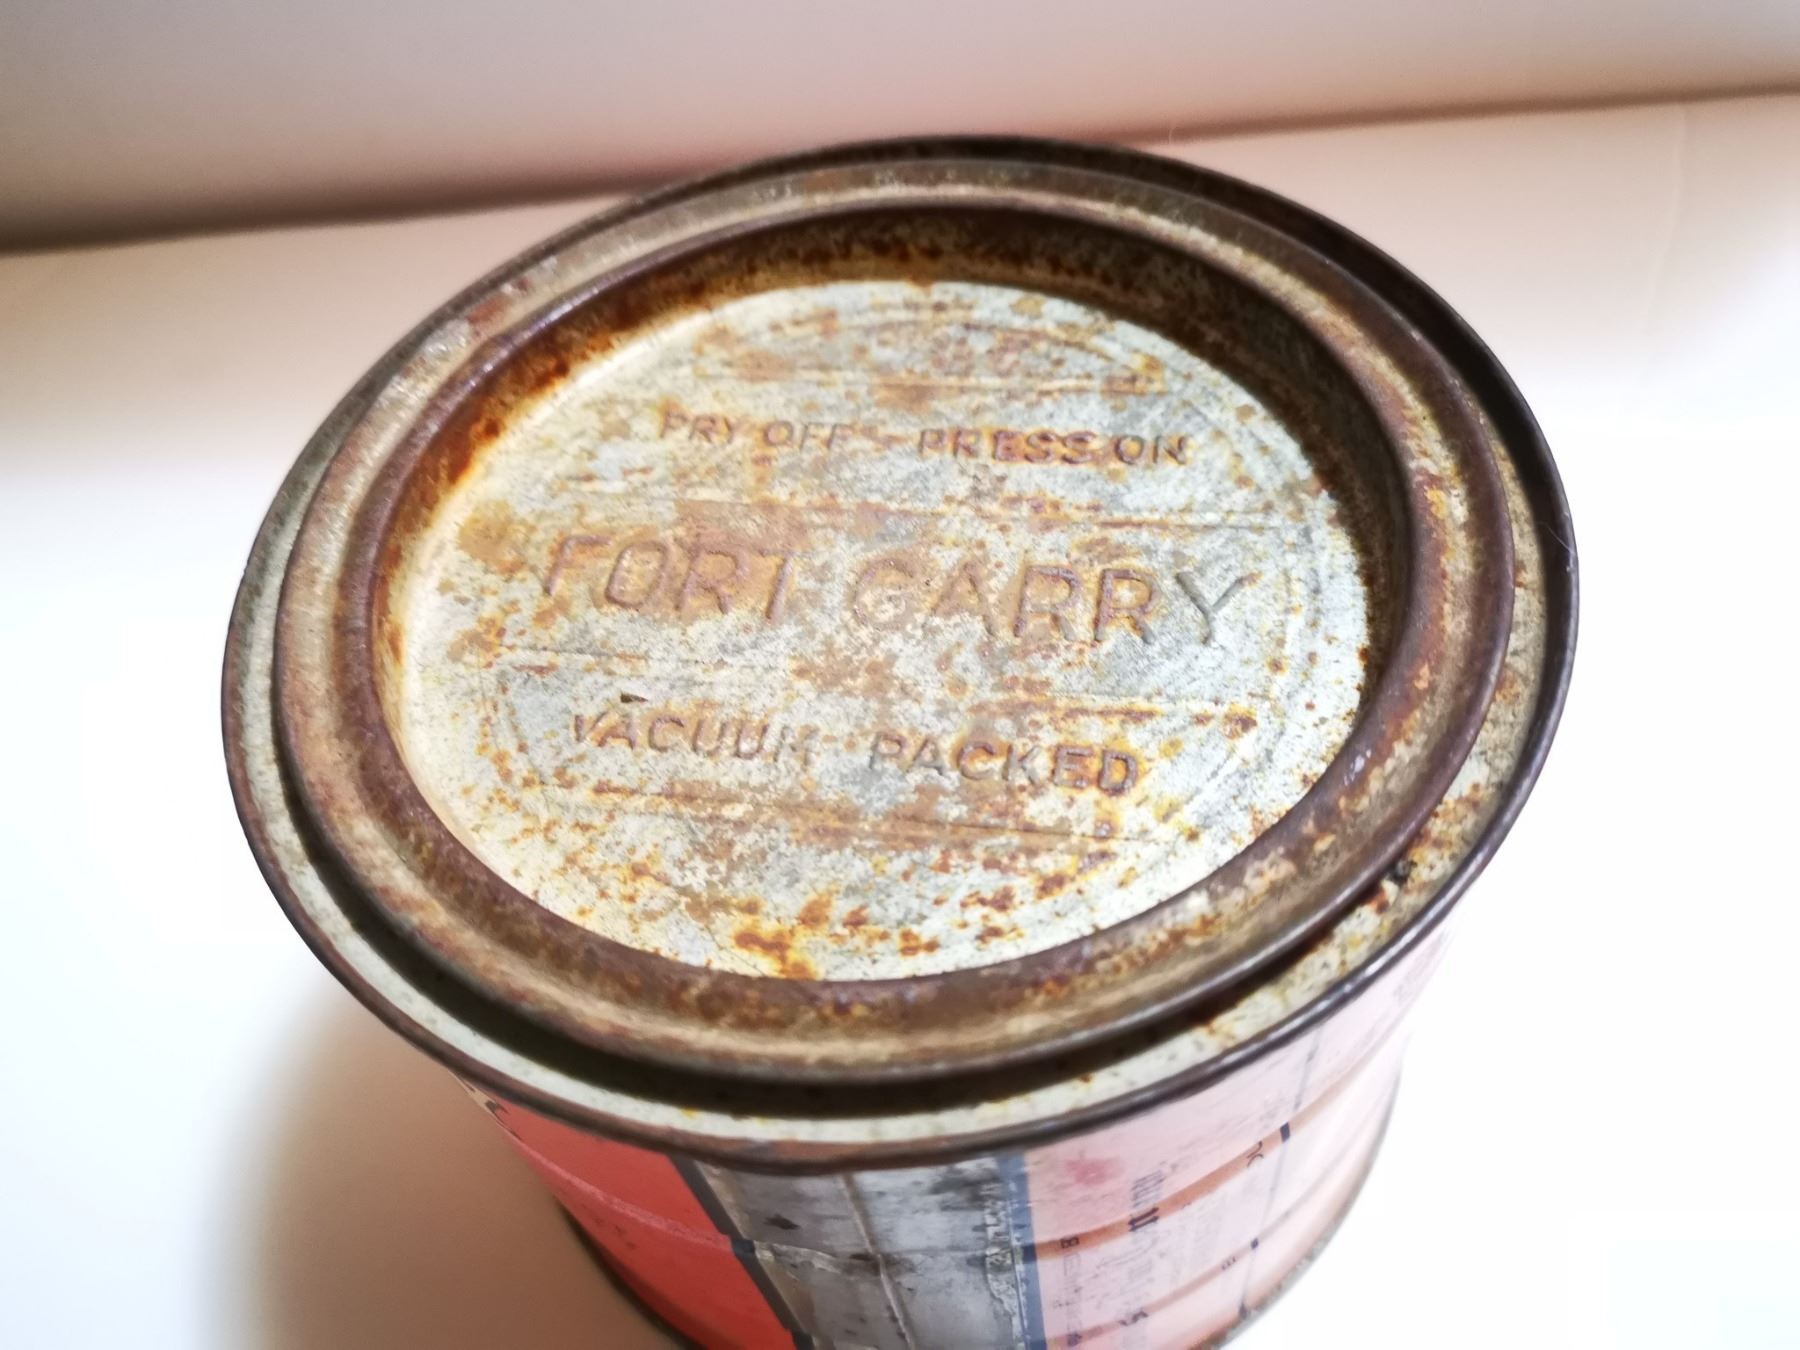 PRY OFF - PRESS ON
FORT GARRY
VACUUM PACKED